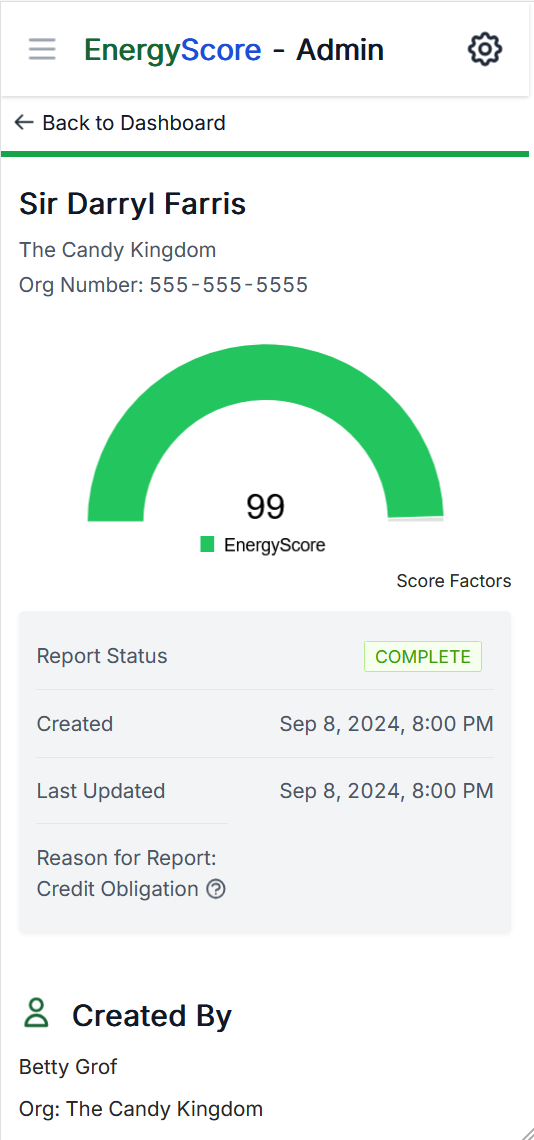 EnergyScore - Admin
Back to Dashboard
Sir Darryl Farris
The Candy Kingdom
Org Number: 555-555-5555
99
EnergyScore
Score Factors
Report Status COMPLETE
Created Sep 8, 2024, 8:00 PM
Last Updated Sep 8, 2024, 8:00 PM
Reason for Report:
Credit Obligation
Created By
Betty Grof
Org: The Candy Kingdom